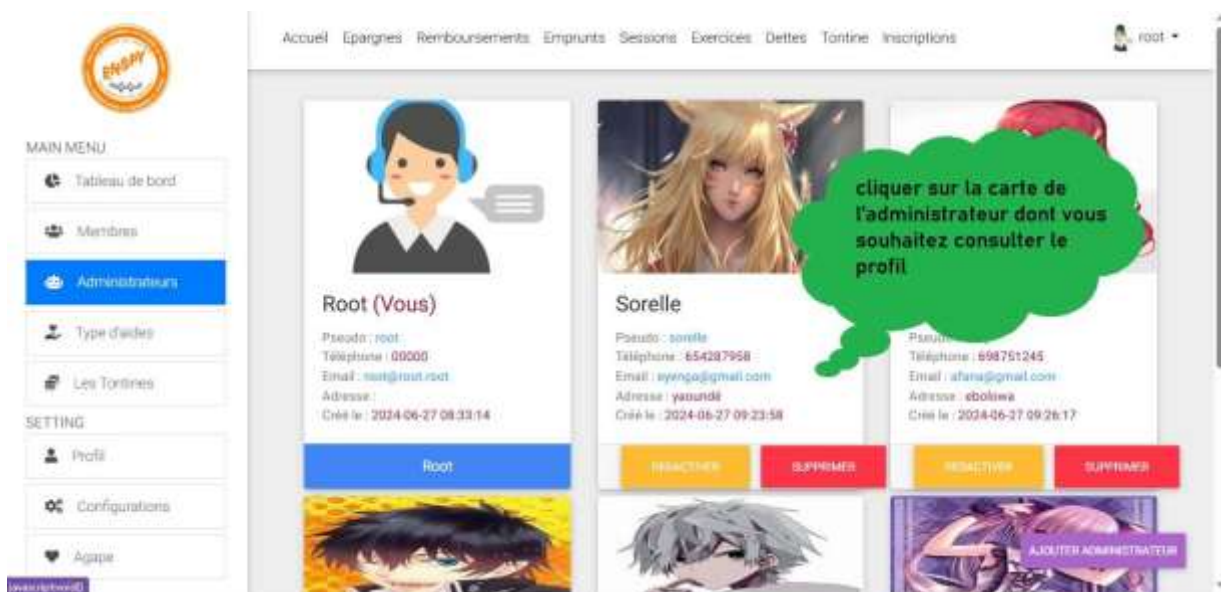 ENSPY
Accueil Epargnes Remboursements Emprunts Sessions Exercices Dettes Tontine Inscriptions
root
MAIN MENU
Tableau de bord
Membres
Administrateurs
Type d'aides
Les Tontines
SETTING
Profil
Configurations
Agape
Root (Vous)
Pseudo : root
Téléphone : 00000
Email : root@root.root
Adresse :
Créé le : 2024-06-27 08:33:14
Root
Sorelle
Pseudo : sorelle
Téléphone : 654287958
Email : eyenga@gmail.com
Adresse : yaoundé
Créé le : 2024-06-27 09:23:58
RÉSACTIVER
SUPPRIMER
cliquer sur la carte de
l'administrateur dont vous
souhaitez consulter le
profil
Téléphone : 698751245
Email : afana@gmail.com
Adresse : ebolowa
Créé le : 2024-06-27 09:26:17
RÉSACTIVER
SUPPRIMER
AJOUTER ADMINISTRATEUR